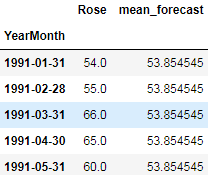 Rose mean_forecast
YearMonth
1991-01-31 54.0 53.854545
1991-02-28 55.0 53.854545
1991-03-31 66.0 53.854545
1991-04-30 65.0 53.854545
1991-05-31 60.0 53.854545